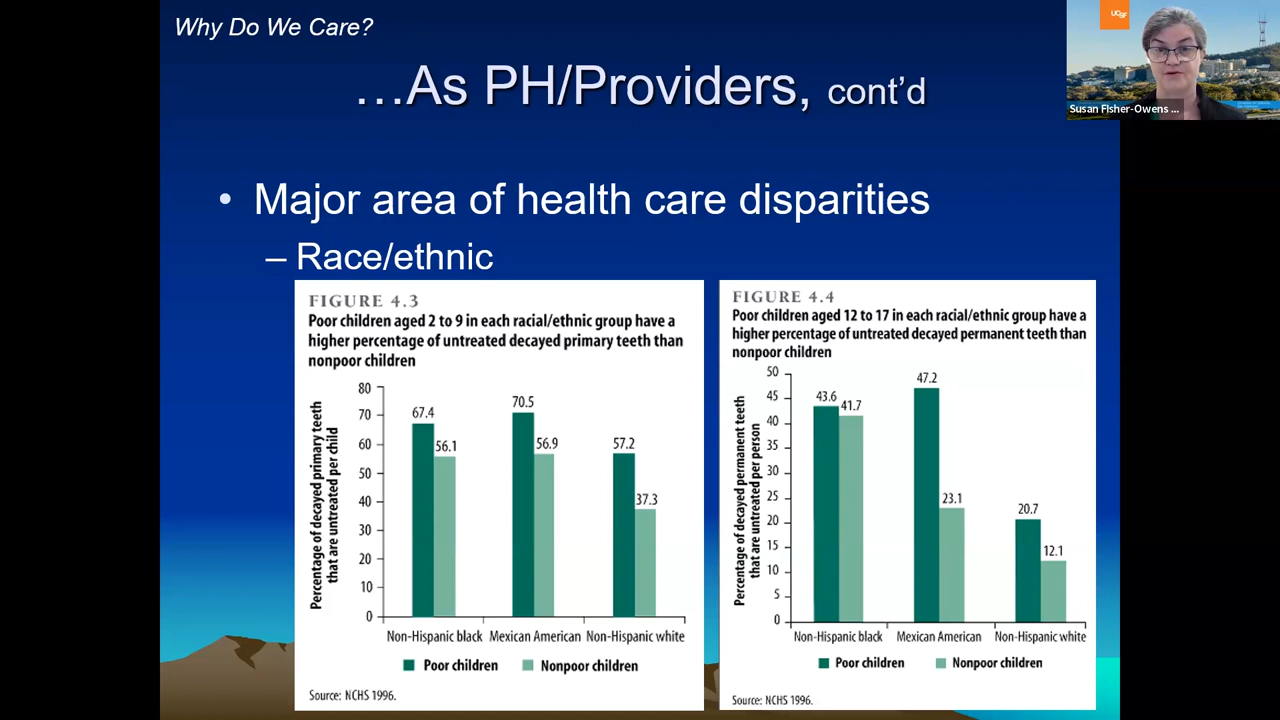 Why Do We Care?
…As PH/Providers, cont’d
UCSF
Susan Fisher-Owens ...
• Major area of health care disparities
– Race/ethnic
FIGURE 4.3
Poor children aged 2 to 9 in each racial/ethnic group have a
higher percentage of untreated decayed primary teeth than
nonpoor children
Percentage of decayed primary teeth
that are untreated per child
80
70
60
50
40
30
20
10
0
67.4
56.1
70.5
56.9
57.2
37.3
Non-Hispanic black
Mexican American
Non-Hispanic white
Poor children
Nonpoor children
Source: NCHS 1996.
FIGURE 4.4
Poor children aged 12 to 17 in each racial/ethnic group have a
higher percentage of untreated decayed permanent teeth than
nonpoor children
Percentage of decayed permanent teeth
that are untreated per person
50
45
40
35
30
25
20
15
10
5
0
43.6
41.7
47.2
23.1
20.7
12.1
Non-Hispanic black
Mexican American
Non-Hispanic white
Poor children
Nonpoor children
Source: NCHS 1996.